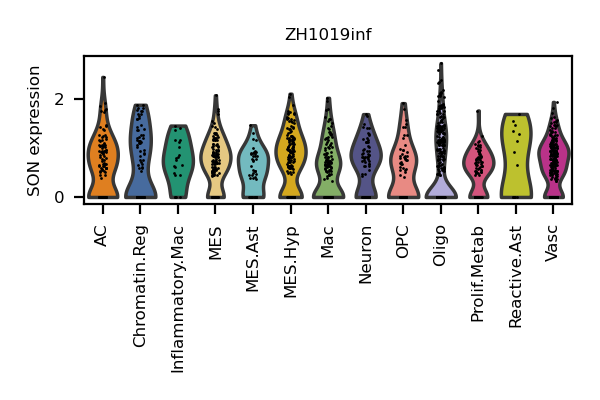 ZH1019inf
SON expression
2
0
AC
Chromatin.Reg
Inflammatory.Mac
MES
MES.Ast
MES.Hyp
Mac
Neuron
OPC
Oligo
Prolif.Metab
Reactive.Ast
Vasc